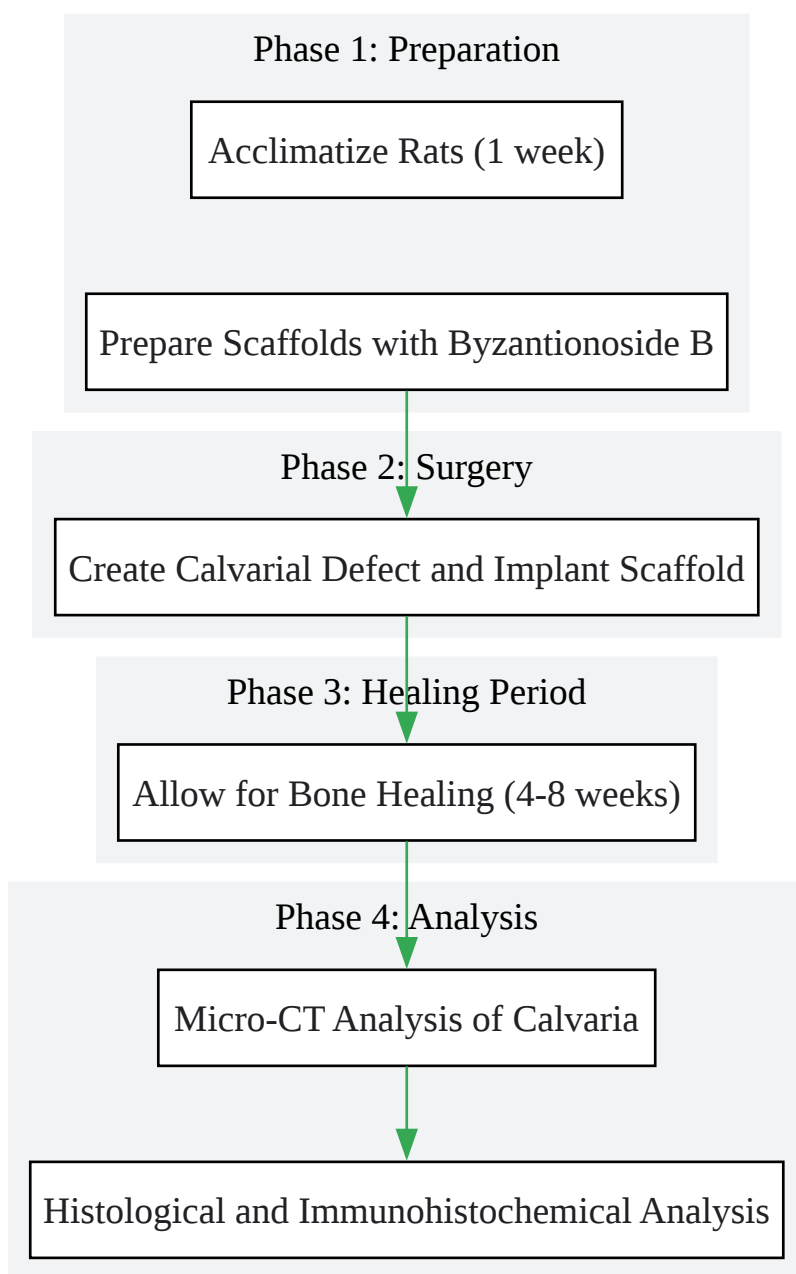 Phase 1: Preparation
Acclimatize Rats (1 week)
Prepare Scaffolds with Byzantionoside B
Phase 2: Surgery
Create Calvarial Defect and Implant Scaffold
Phase 3: Healing Period
Allow for Bone Healing (4-8 weeks)
Phase 4: Analysis
Micro-CT Analysis of Calvaria
Histological and Immunohistochemical Analysis